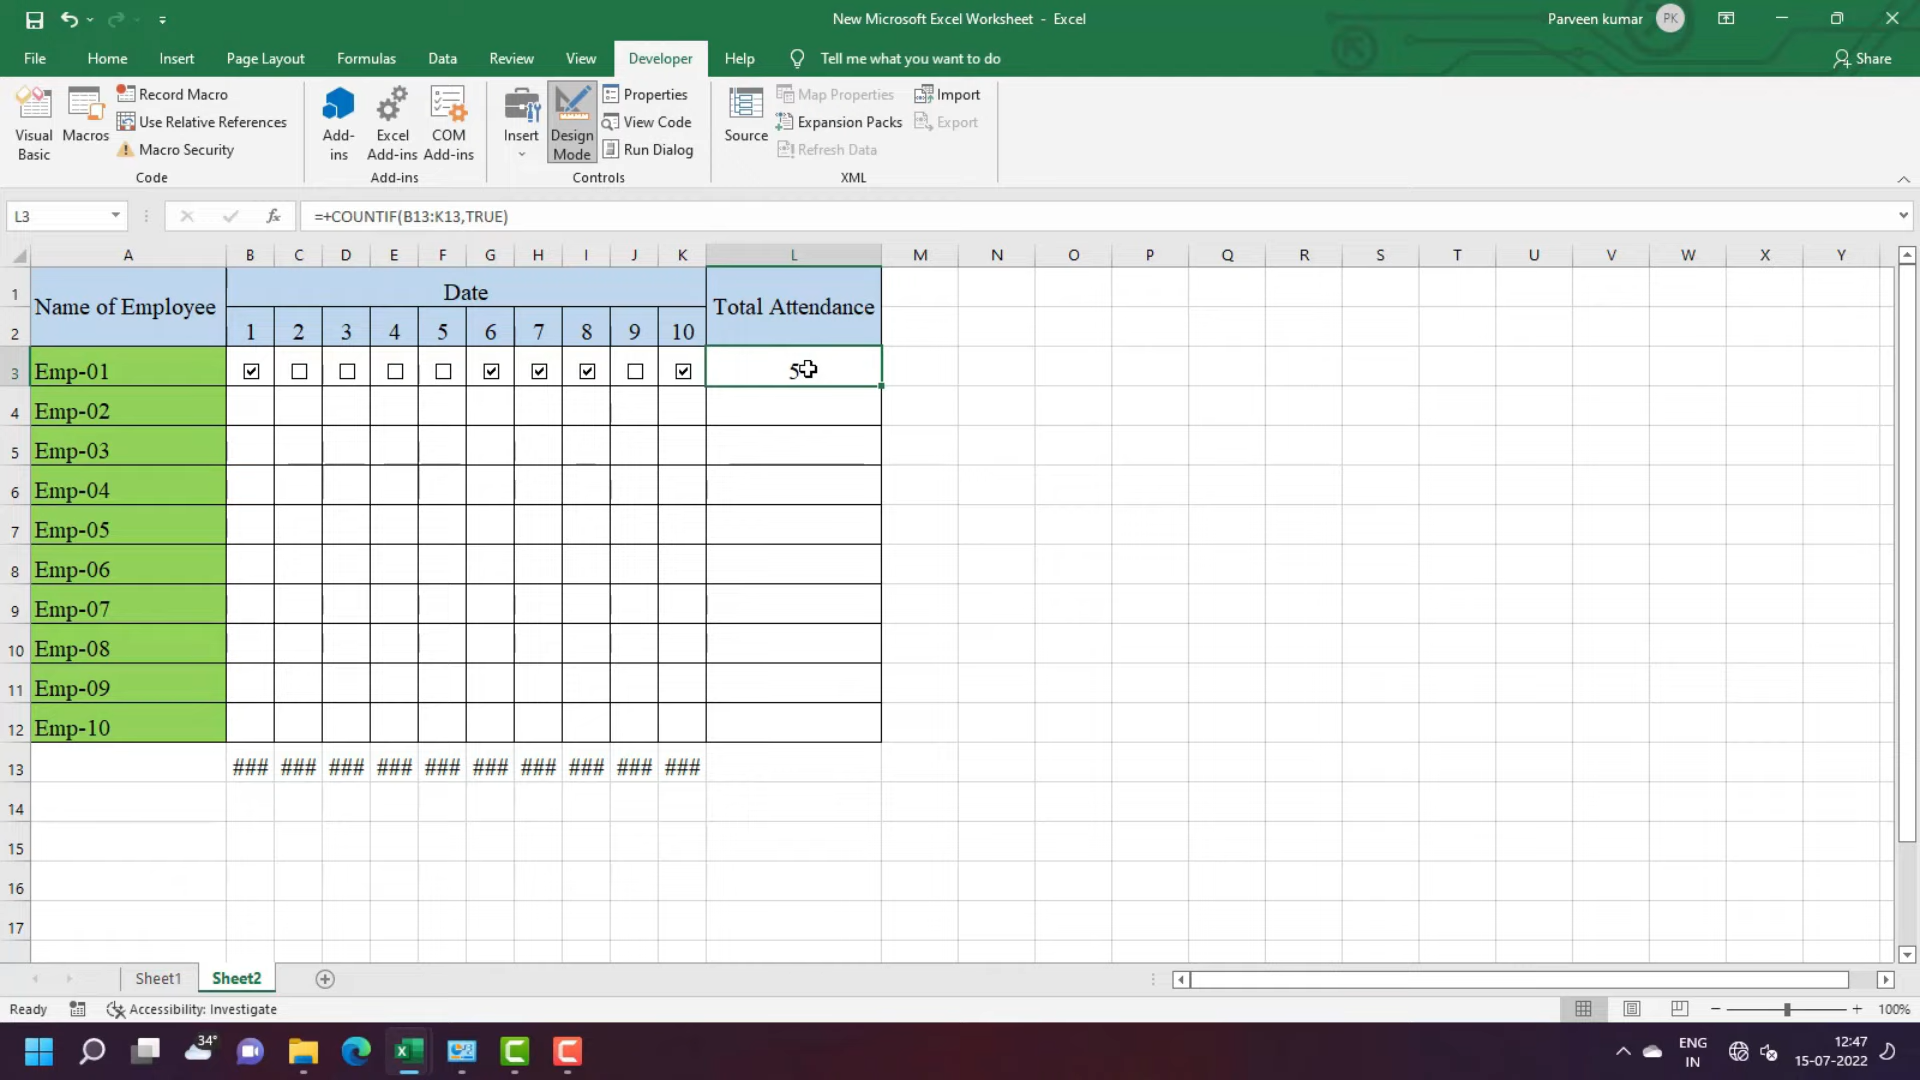 New Microsoft Excel Worksheet - Excel
Parveen kumar PK
File Home Insert Page Layout Formulas Data Review View Developer Help Tell me what you want to do Share
Visual Basic
Macros
Record Macro
Use Relative References
Macro Security
Code
Add-ins
Excel Add-ins
COM Add-ins
Add-ins
Insert
Design Mode
Properties
View Code
Run Dialog
Controls
Source
Map Properties
Expansion Packs
Refresh Data
Import
Export
XML
L3 fx =+COUNTIF(B13:K13,TRUE)
A B C D E F G H I J K L M N O P Q R S T U V W X Y
1 Name of Employee Date Total Attendance
2 1 2 3 4 5 6 7 8 9 10
3 Emp-01 5
4 Emp-02
5 Emp-03
6 Emp-04
7 Emp-05
8 Emp-06
9 Emp-07
10 Emp-08
11 Emp-09
12 Emp-10
13 ### ### ### ### ### ### ### ### ### ###
14
15
16
17
Sheet1 Sheet2
Ready Accessibility: Investigate 100%
34° ENG 12:47
IN 15-07-2022